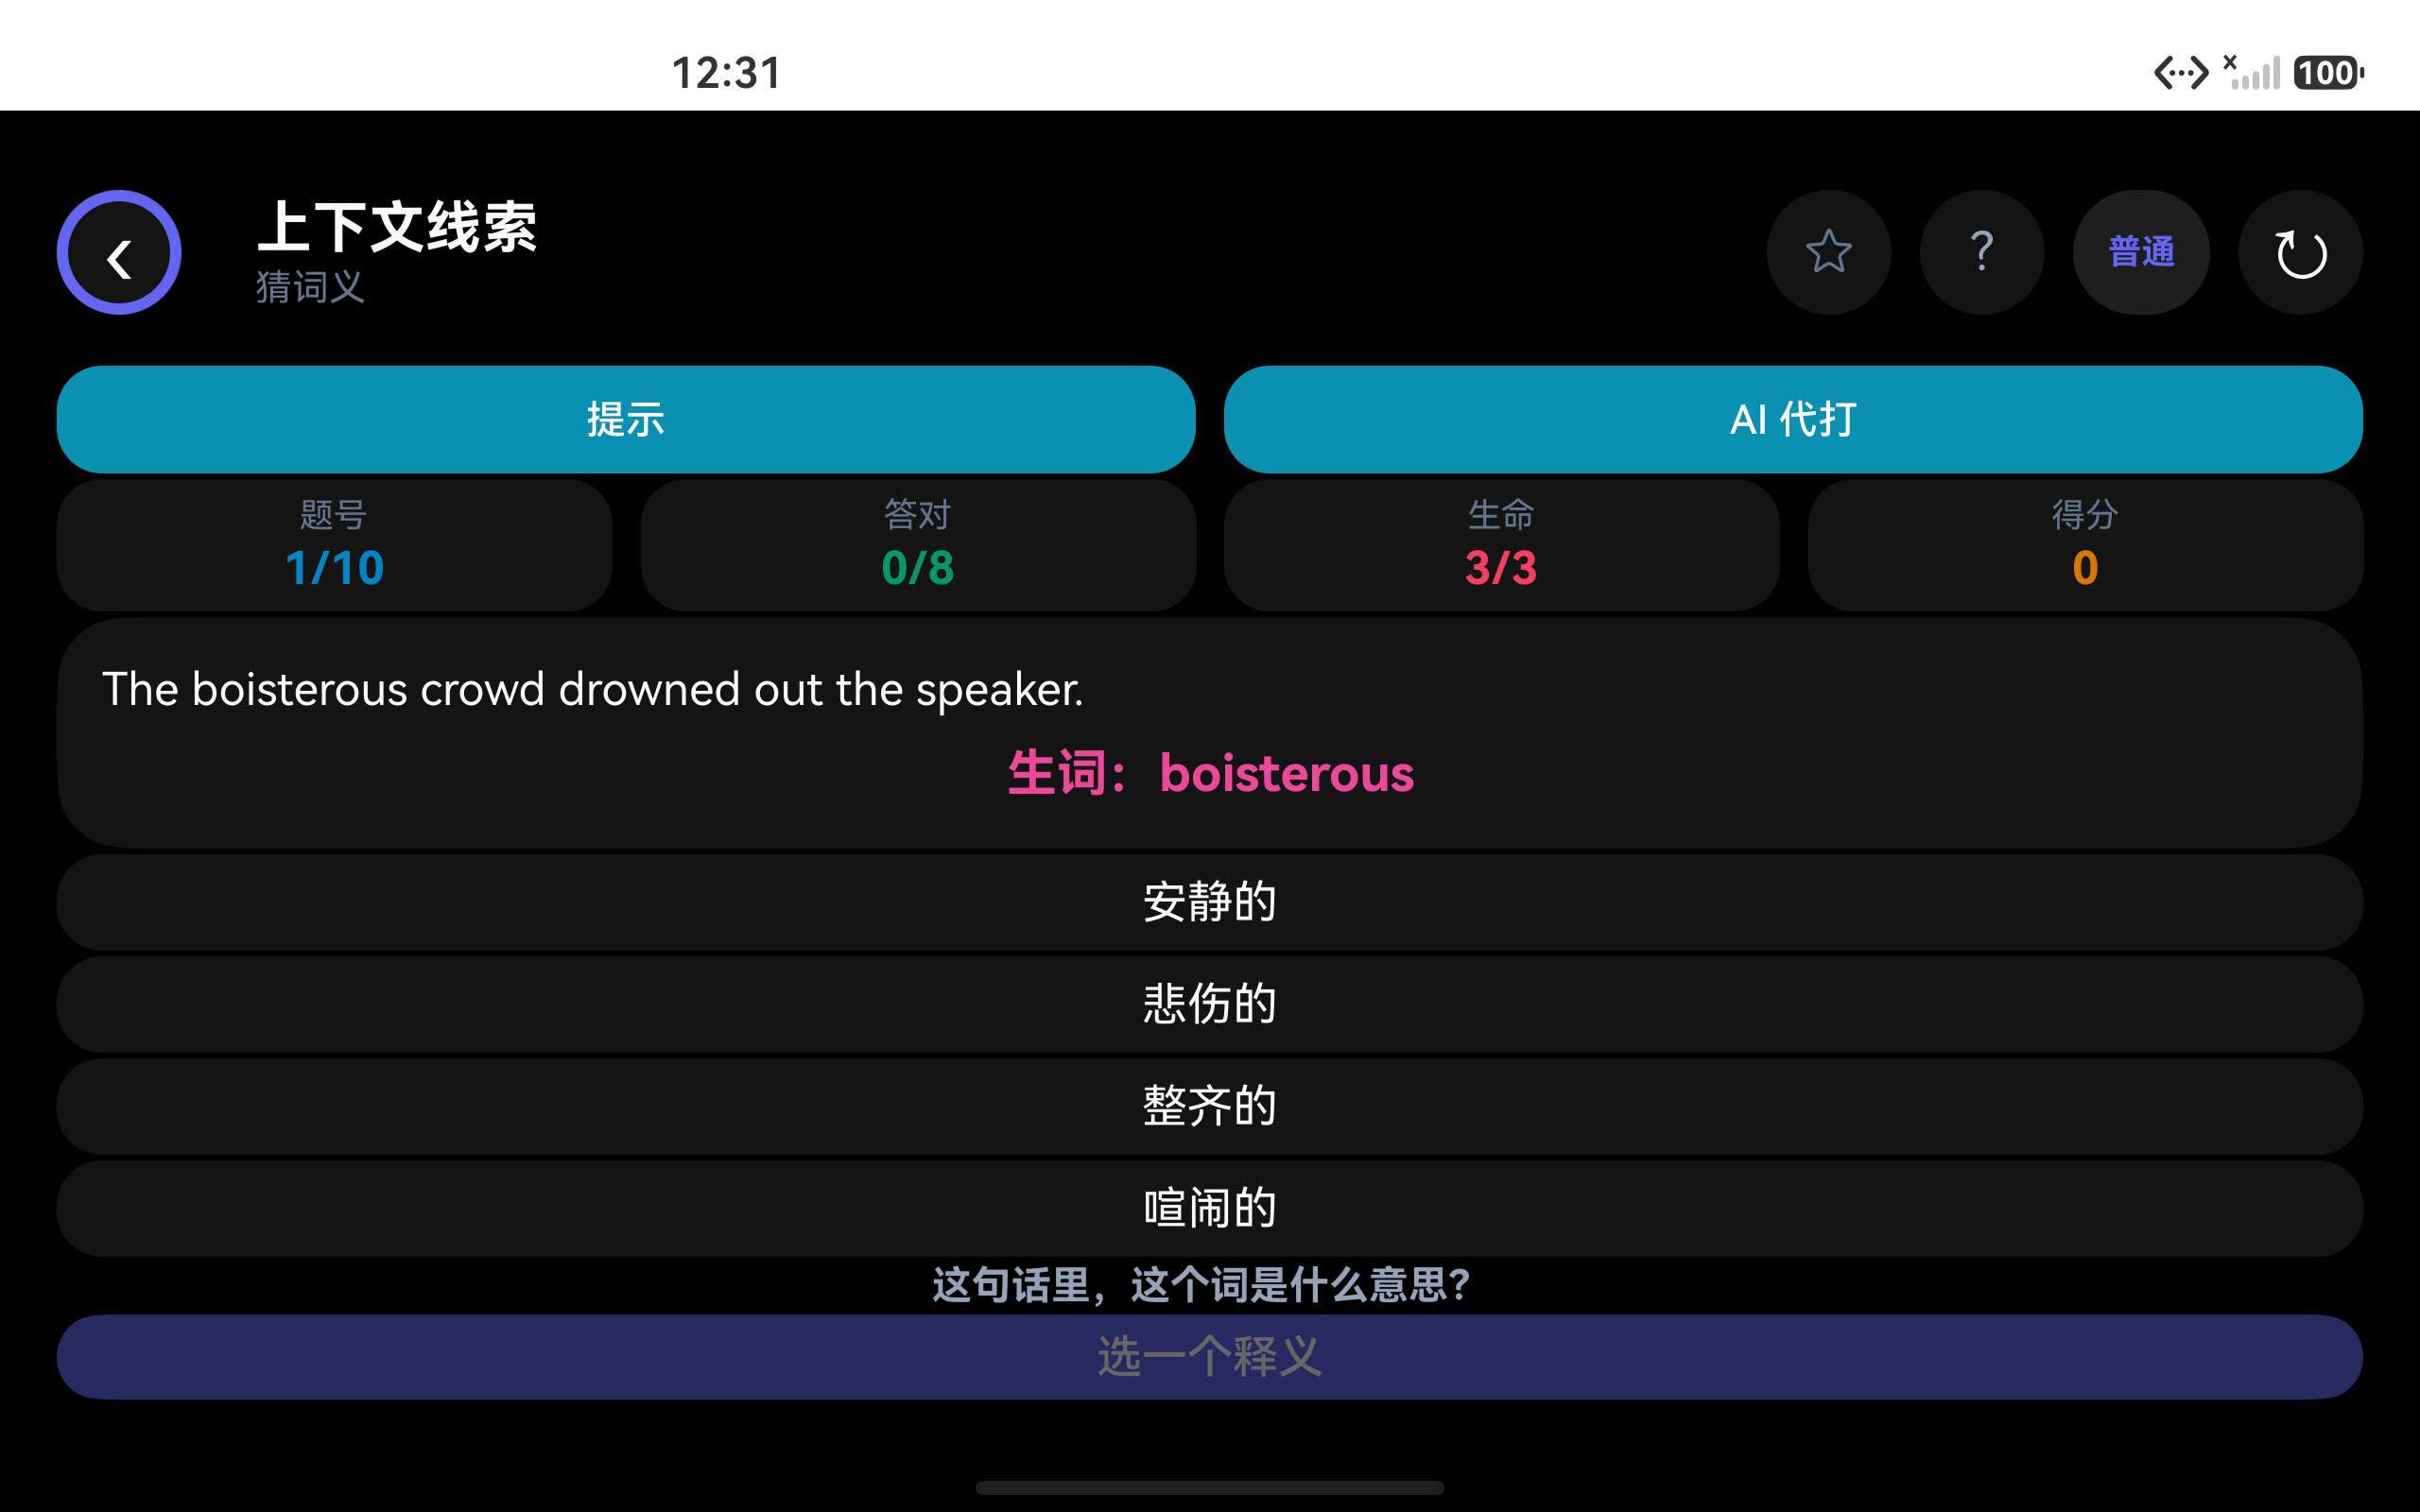 12:31
100
上下文线索
猜词义
?
普通
提示
AI 代打
题号
1/10
答对
0/8
生命
3/3
得分
0
The boisterous crowd drowned out the speaker.
生词： boisterous
安静的
悲伤的
整齐的
喧闹的
这句话里，这个词是什么意思？
选一个释义